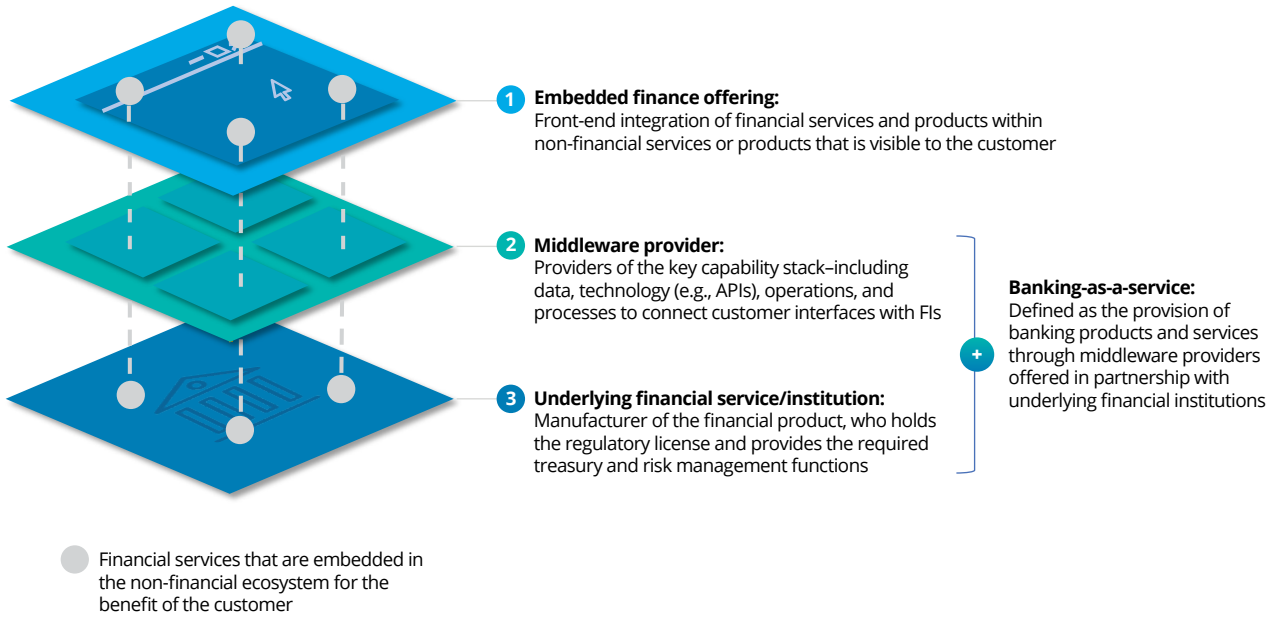 1
Embedded finance offering:
Front-end integration of financial services and products within
non-financial services or products that is visible to the customer
2
Middleware provider:
Providers of the key capability stack–including
data, technology (e.g., APIs), operations, and
processes to connect customer interfaces with FIs
3
Underlying financial service/institution:
Manufacturer of the financial product, who holds
the regulatory license and provides the required
treasury and risk management functions
+
Banking-as-a-service:
Defined as the provision of
banking products and services
through middleware providers
offered in partnership with
underlying financial institutions
Financial services that are embedded in
the non-financial ecosystem for the
benefit of the customer